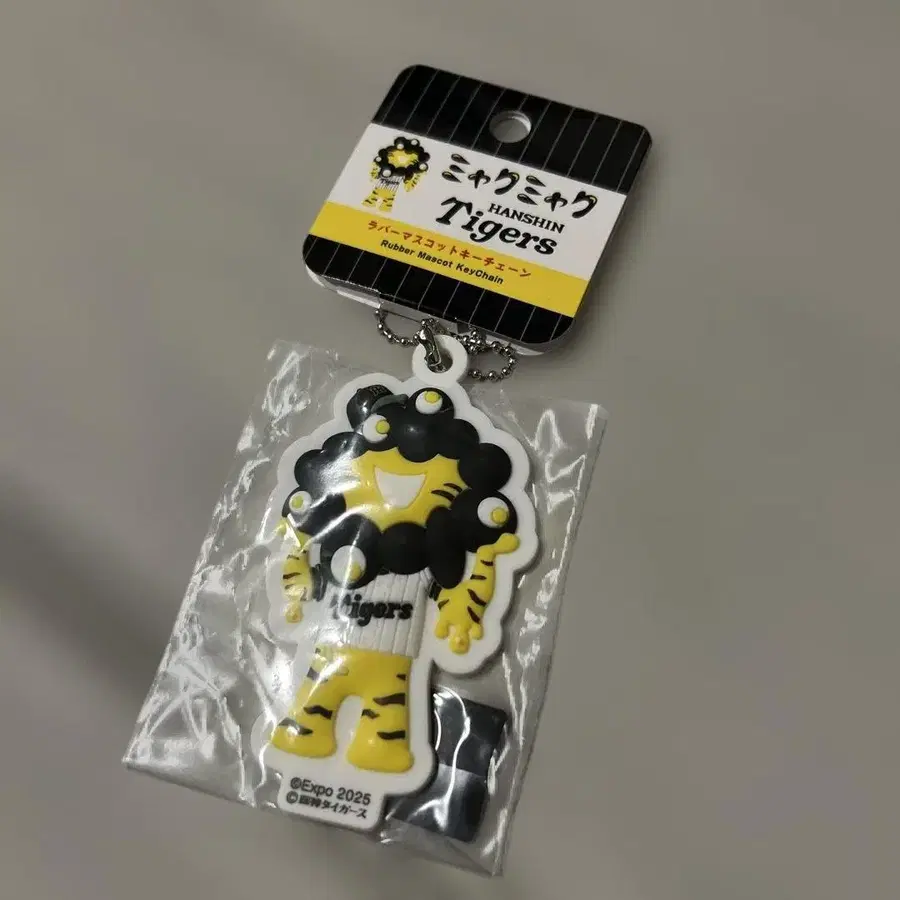 ミャクミャク
HANSHIN
Tigers
ラバーマスコットキーチェーン
Rubber Mascot KeyChain
Tigers
©Expo 2025
©阪神タイガース